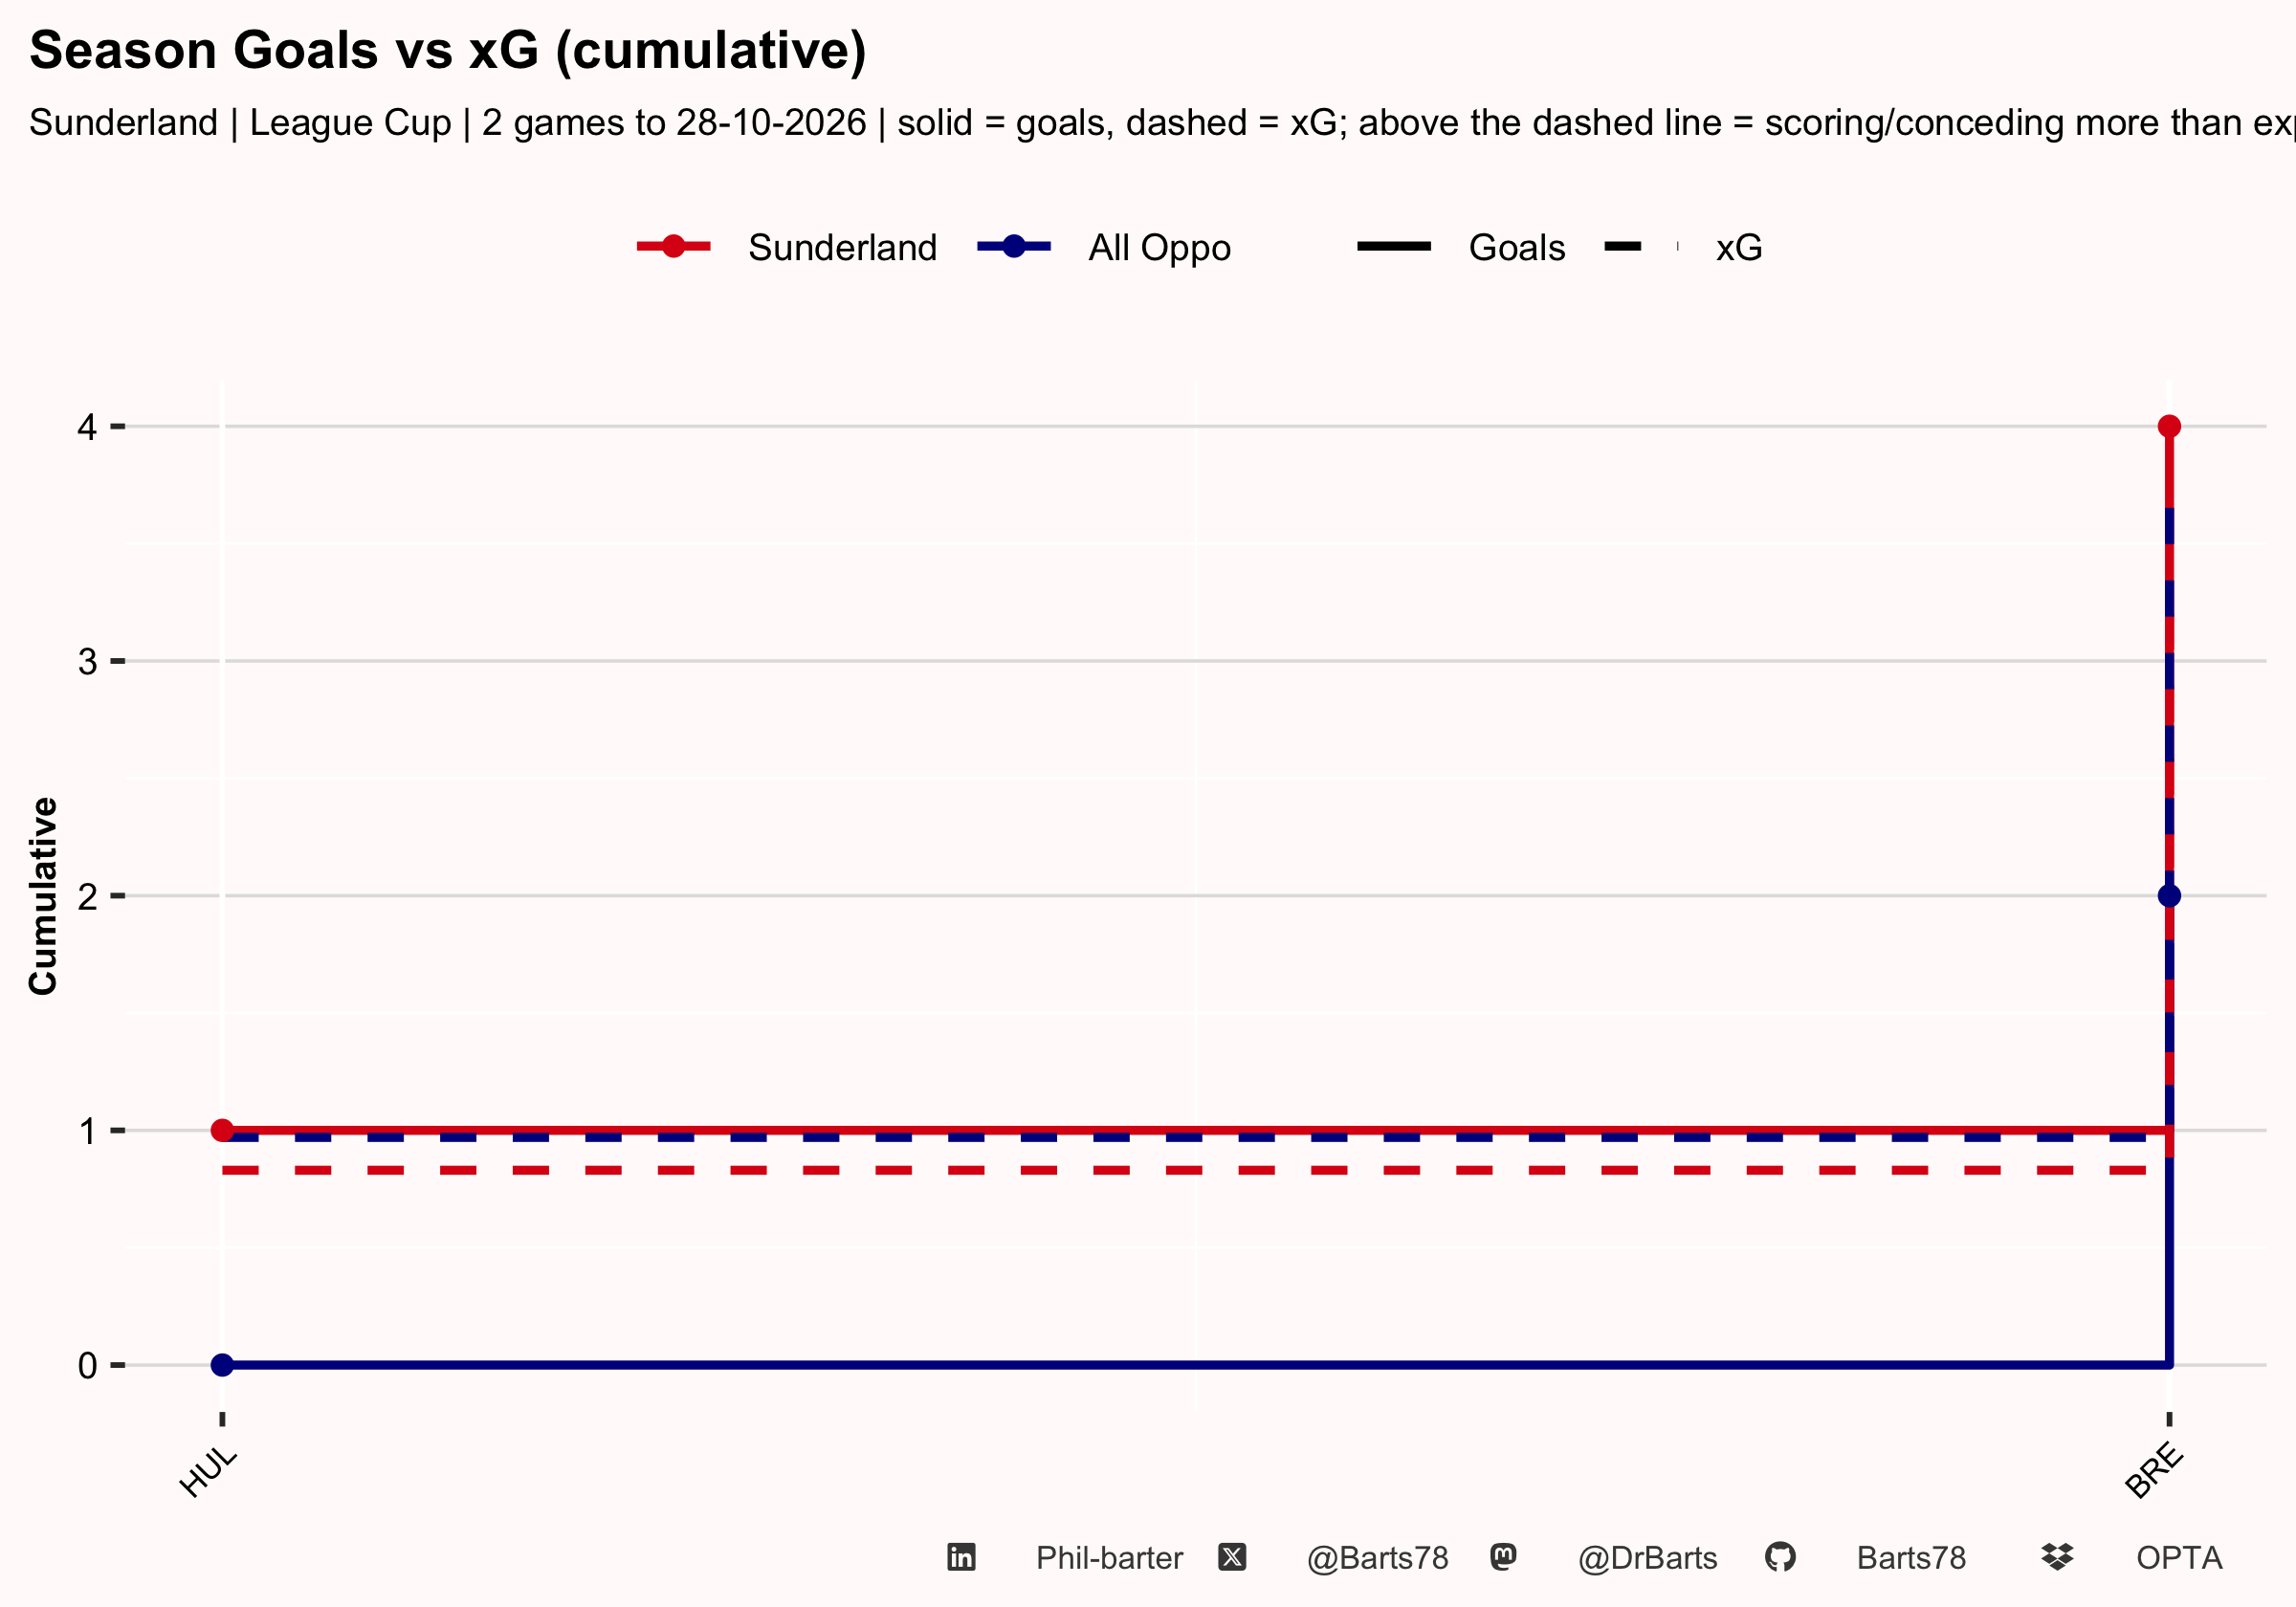 Season Goals vs xG (cumulative)
Sunderland | League Cup | 2 games to 28-10-2026 | solid = goals, dashed = xG; above the dashed line = scoring/conceding more than
Sunderland All Oppo Goals xG
4
3
2
1
0
Cumulative
HUL BRE
Phil-barter @Barts78 @DrBarts Barts78 OPTA